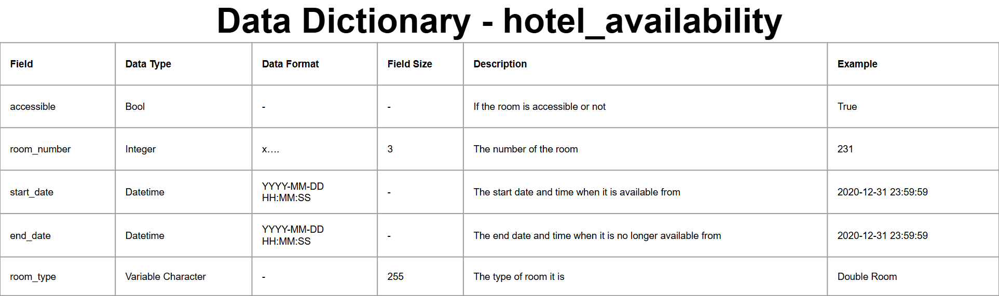 Data Dictionary - hotel_availability
Field Data Type Data Format Field Size Description Example
accessible Bool - - If the room is accessible or not True
room_number Integer x.... 3 The number of the room 231
start_date Datetime YYYY-MM-DD HH:MM:SS - The start date and time when it is available from 2020-12-31 23:59:59
end_date Datetime YYYY-MM-DD HH:MM:SS - The end date and time when it is no longer available from 2020-12-31 23:59:59
room_type Variable Character - 255 The type of room it is Double Room